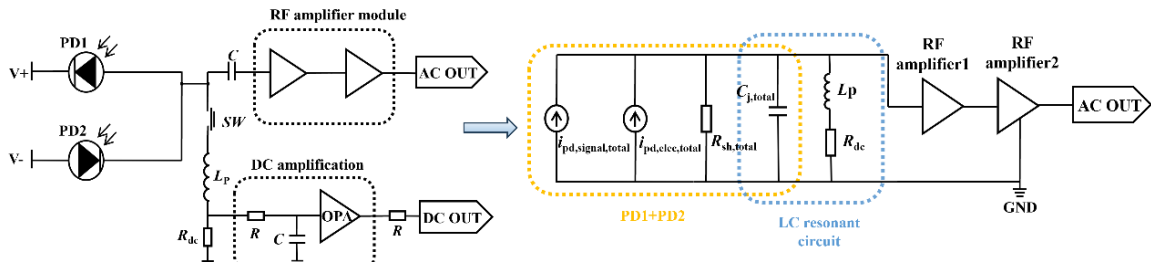 RF amplifier module
PD1
V+
C
AC OUT
SW
PD2
V-
DC amplification
LP
OPA
R
R
DC OUT
Rdc
C
RF
amplifier1
RF
amplifier2
Cj,total
Lp
AC OUT
ipd,signal,total
ipd,elec,total
Rsh,total
Rdc
GND
PD1+PD2
LC resonant
circuit